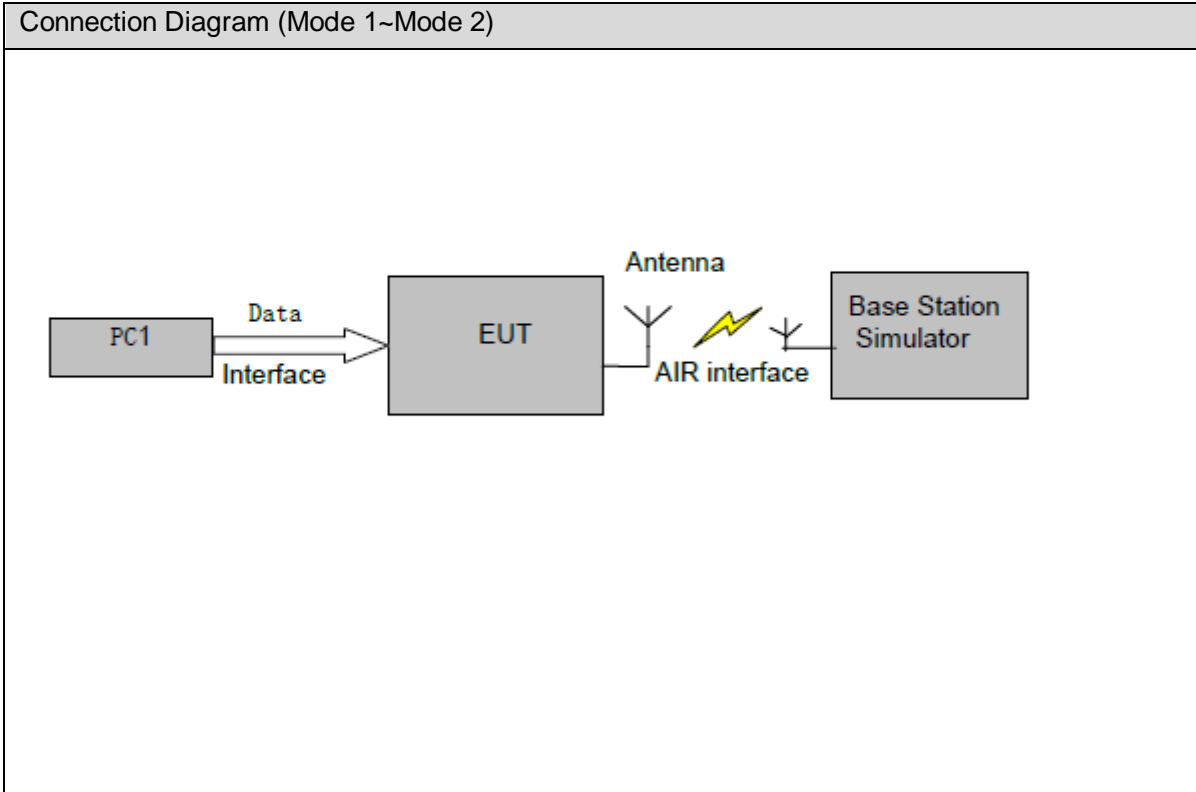 Connection Diagram (Mode 1~Mode 2)
PC1
Data
Interface
EUT
Antenna
AIR interface
Base Station
Simulator